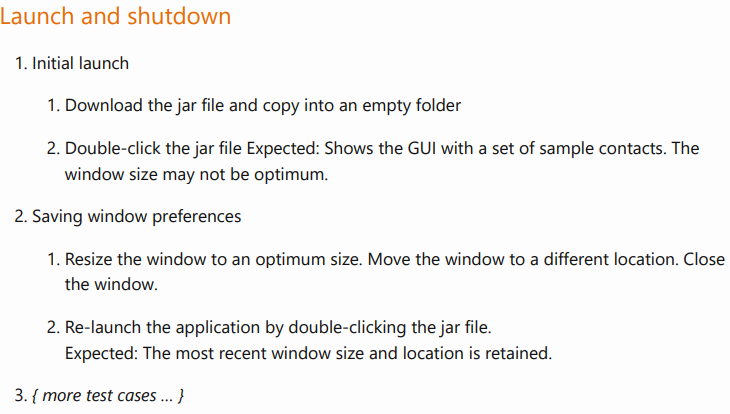 Launch and shutdown
1. Initial launch
1. Download the jar file and copy into an empty folder
2. Double-click the jar file Expected: Shows the GUI with a set of sample contacts. The
window size may not be optimum.
2. Saving window preferences
1. Resize the window to an optimum size. Move the window to a different location. Close
the window.
2. Re-launch the application by double-clicking the jar file.
Expected: The most recent window size and location is retained.
3. { more test cases … }